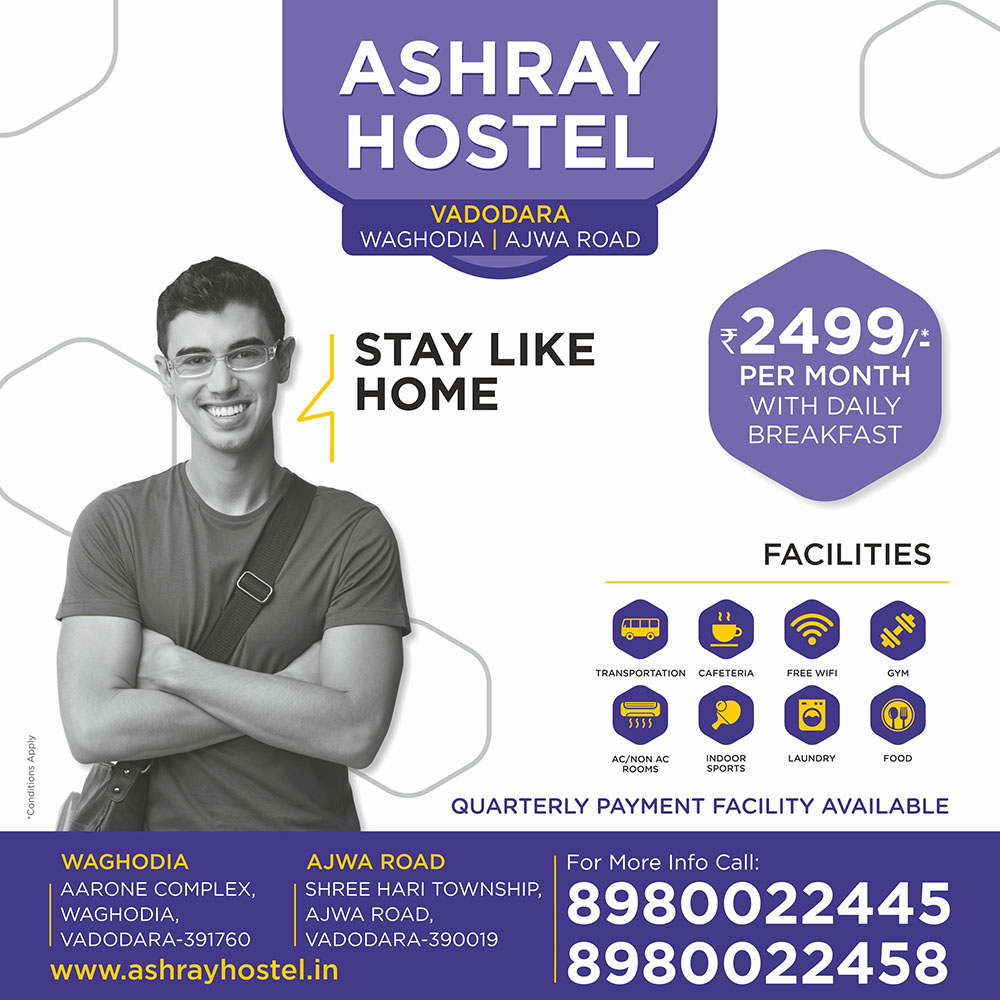 ASHRAY
HOSTEL
VADODARA
WAGHODIA | AJWA ROAD
STAY LIKE
HOME
₹2499/-*
PER MONTH
WITH DAILY
BREAKFAST
FACILITIES
TRANSPORTATION
CAFETERIA
FREE WIFI
GYM
AC/NON AC
ROOMS
INDOOR
SPORTS
LAUNDRY
FOOD
*Conditions Apply
QUARTERLY PAYMENT FACILITY AVAILABLE
WAGHODIA
AARONE COMPLEX,
WAGHODIA,
VADODARA-391760
AJWA ROAD
SHREE HARI TOWNSHIP,
AJWA ROAD,
VADODARA-390019
www.ashrayhostel.in
For More Info Call:
8980022445
8980022458